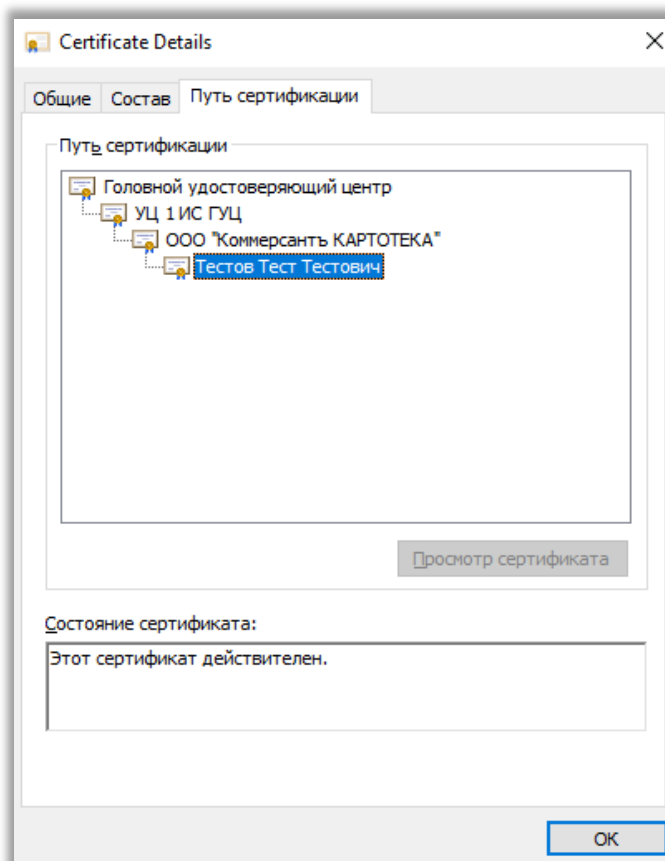 Certificate Details
Общие Состав Путь сертификации
Путь сертификации
Головной удостоверяющий центр
УЦ 1 ИС ГУЦ
ООО "Коммерсантъ КАРТОТЕКА"
Тестов Тест Тестович
Просмотр сертификата
Состояние сертификата:
Этот сертификат действителен.
OK